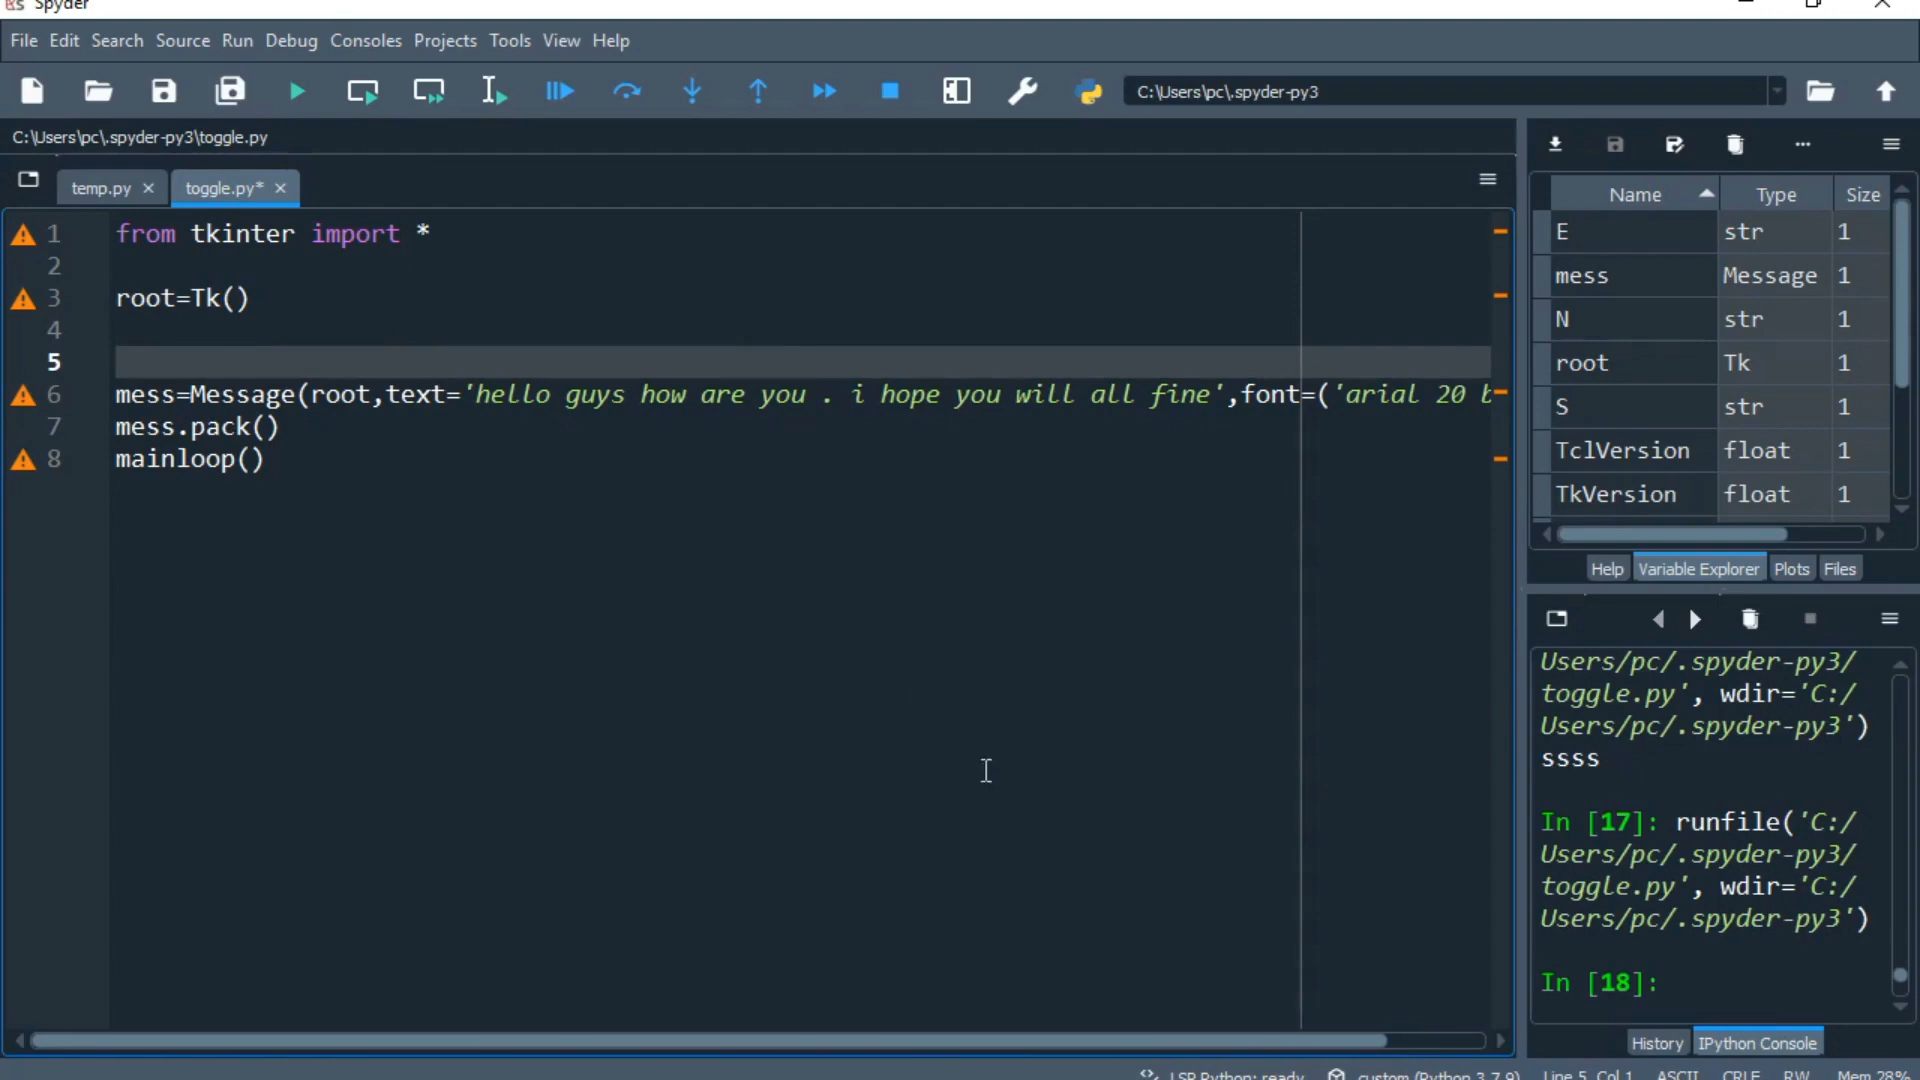 Spyder
File Edit Search Source Run Debug Consoles Projects Tools View Help
C:\Users\pc\.spyder-py3
C:\Users\pc\.spyder-py3\toggle.py
temp.py
toggle.py*
1 from tkinter import *
2
3 root=Tk()
4
5
6 mess=Message(root,text='hello guys how are you . i hope you will all fine',font=('arial 20 b
7 mess.pack()
8 mainloop()
Name Type Size
E str 1
mess Message 1
N str 1
root Tk 1
S str 1
TclVersion float 1
TkVersion float 1
Help Variable Explorer Plots Files
Users/pc/.spyder-py3/
toggle.py', wdir='C:/
Users/pc/.spyder-py3')
ssss
In [17]: runfile('C:/
Users/pc/.spyder-py3/
toggle.py', wdir='C:/
Users/pc/.spyder-py3')
In [18]:
History IPython Console
LSP Python: ready custom (Python 3.7.9) Line 5, Col 1 ASCII CRLF RW Mem 28%